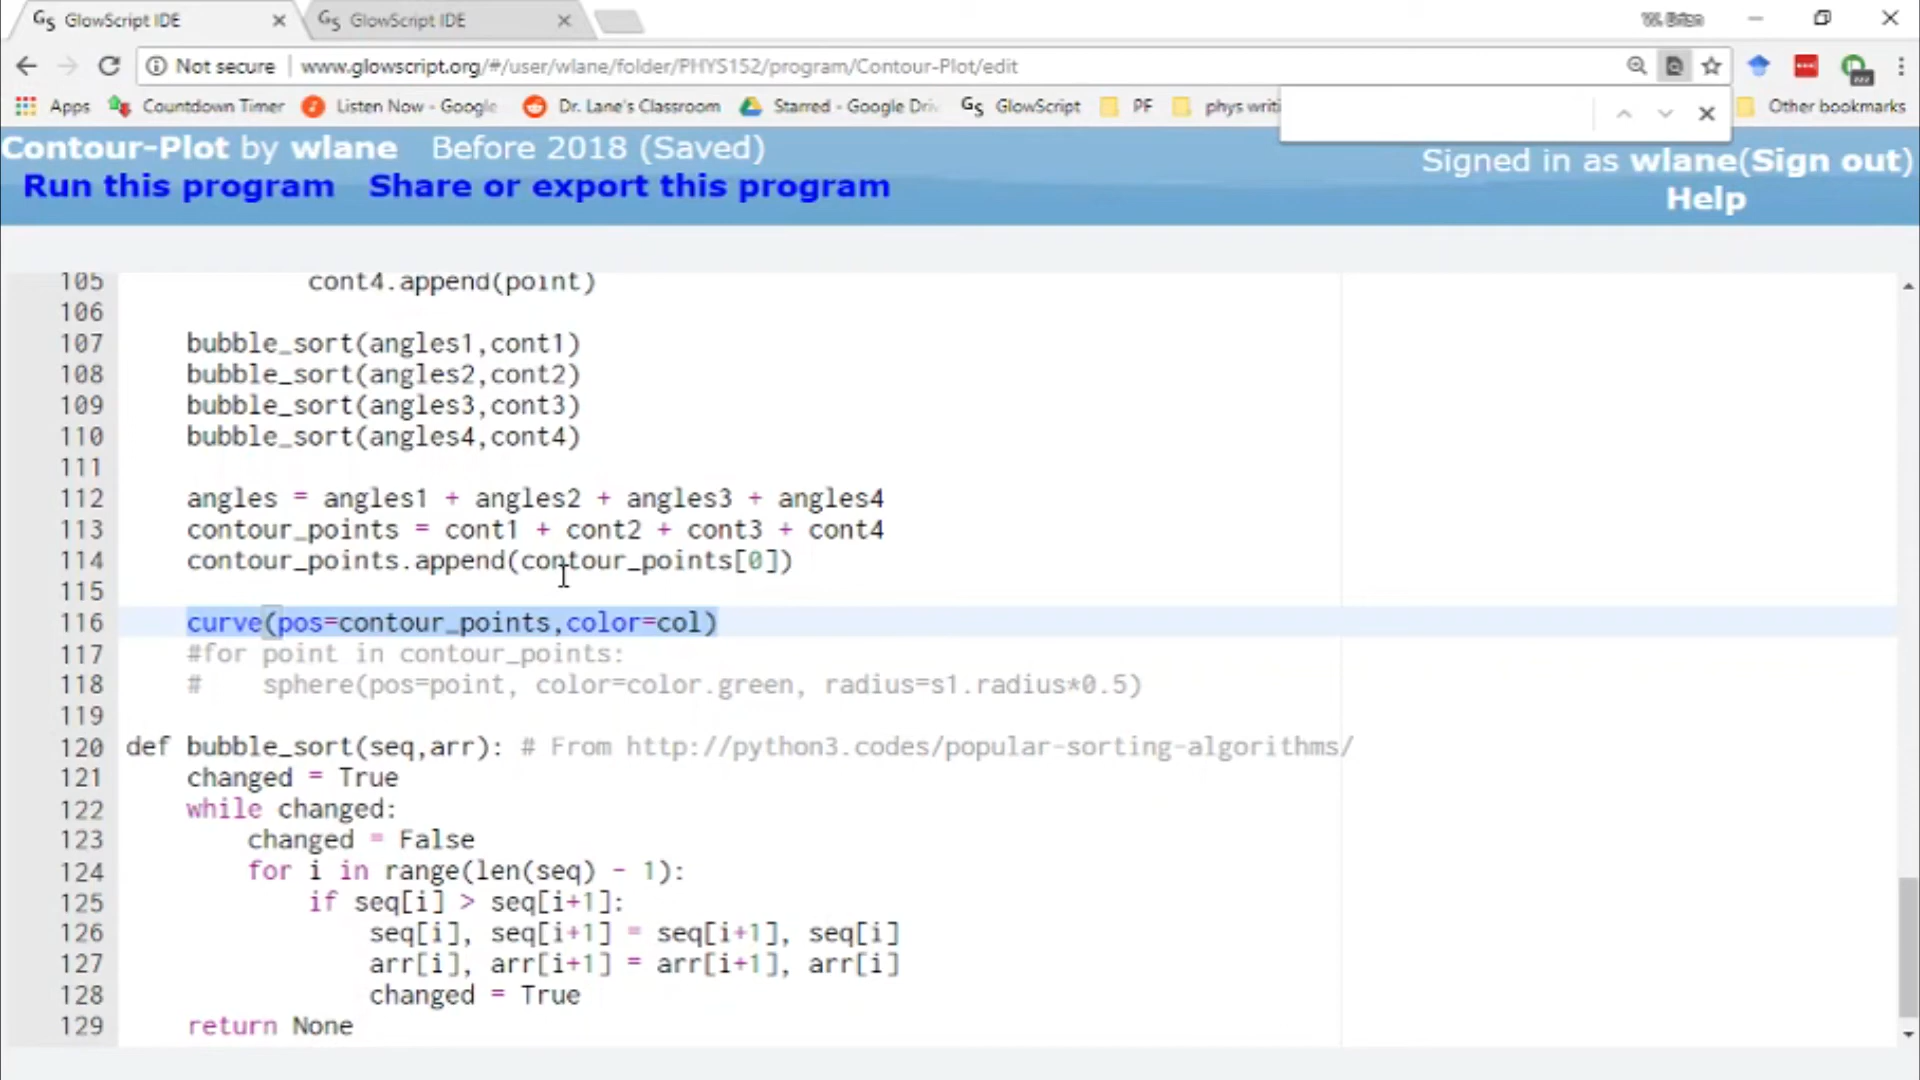 GlowScript IDE
GlowScript IDE
Not secure
www.glowscript.org/#/user/wlane/folder/PHYS152/program/Contour-Plot/edit
Apps Countdown Timer Listen Now - Google Dr. Lane's Classroom Starred - Google Driv GlowScript PF phys writi Other bookmarks
Contour-Plot by wlane Before 2018 (Saved)
Signed in as wlane(Sign out)
Run this program Share or export this program
Help
105 cont4.append(point)
106
107 bubble_sort(angles1,cont1)
108 bubble_sort(angles2,cont2)
109 bubble_sort(angles3,cont3)
110 bubble_sort(angles4,cont4)
111
112 angles = angles1 + angles2 + angles3 + angles4
113 contour_points = cont1 + cont2 + cont3 + cont4
114 contour_points.append(contour_points[0])
115
116 curve(pos=contour_points,color=col)
117 #for point in contour_points:
118 # sphere(pos=point, color=color.green, radius=s1.radius*0.5)
119
120 def bubble_sort(seq,arr): # From http://python3.codes/popular-sorting-algorithms/
121 changed = True
122 while changed:
123 changed = False
124 for i in range(len(seq) - 1):
125 if seq[i] > seq[i+1]:
126 seq[i], seq[i+1] = seq[i+1], seq[i]
127 arr[i], arr[i+1] = arr[i+1], arr[i]
128 changed = True
129 return None